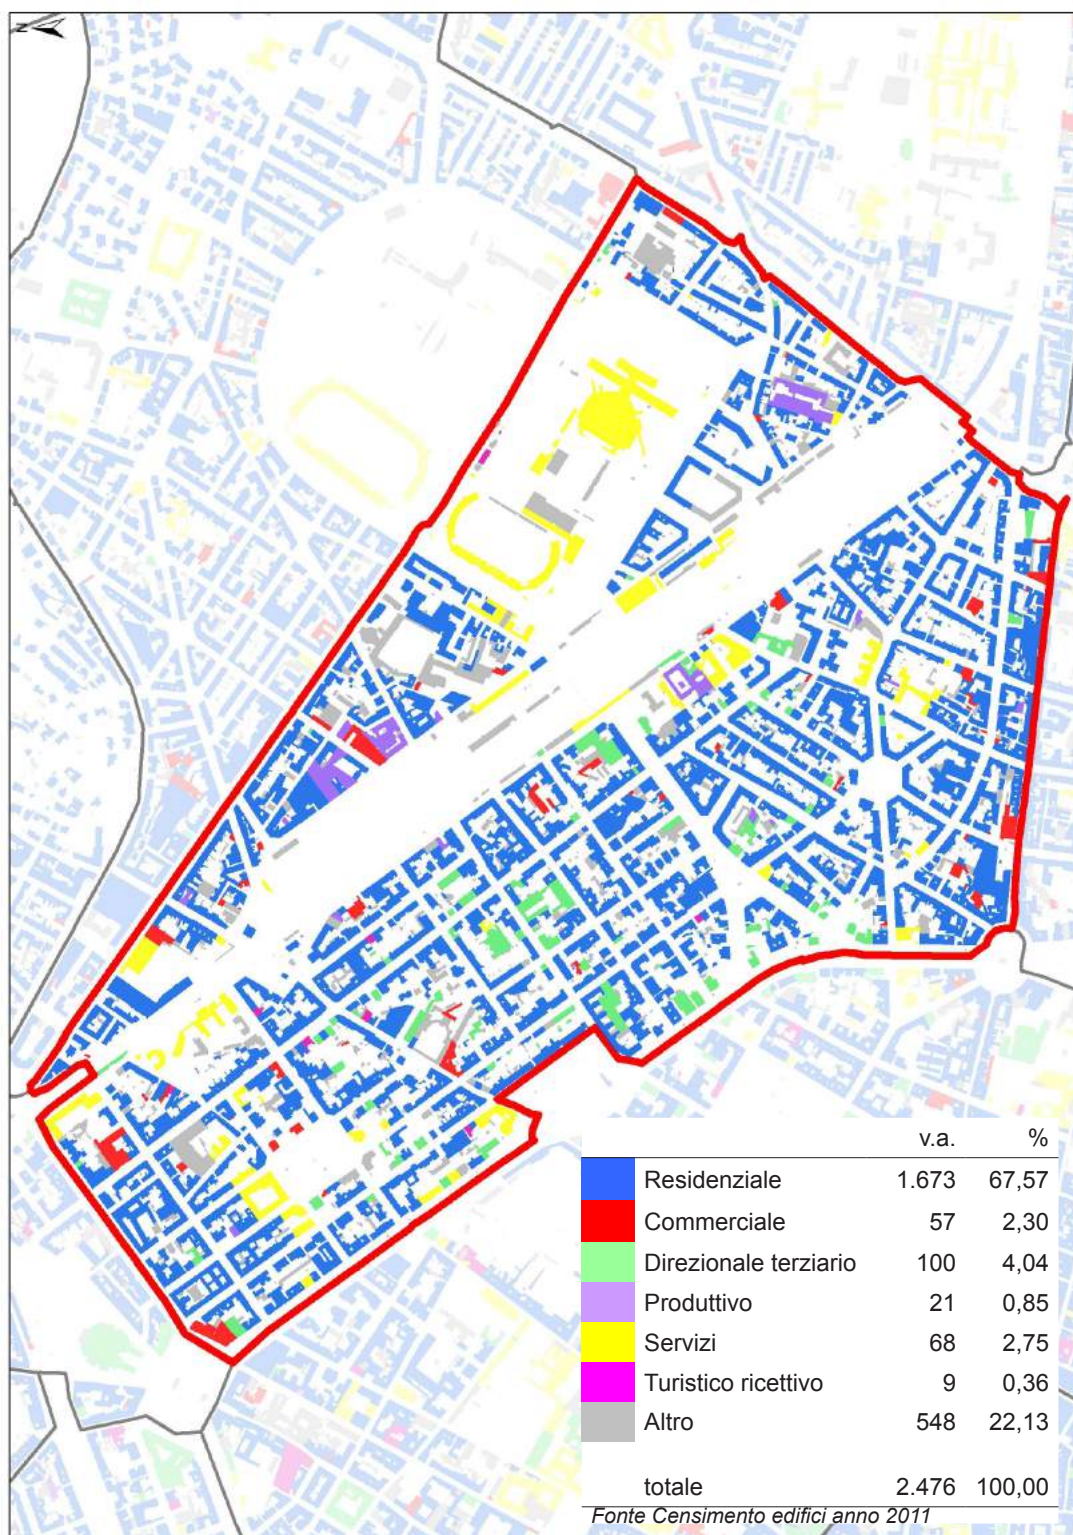 N
v.a. %
Residenziale 1.673 67,57
Commerciale 57 2,30
Direzionale terziario 100 4,04
Produttivo 21 0,85
Servizi 68 2,75
Turistico ricettivo 9 0,36
Altro 548 22,13
totale 2.476 100,00
Fonte Censimento edifici anno 2011